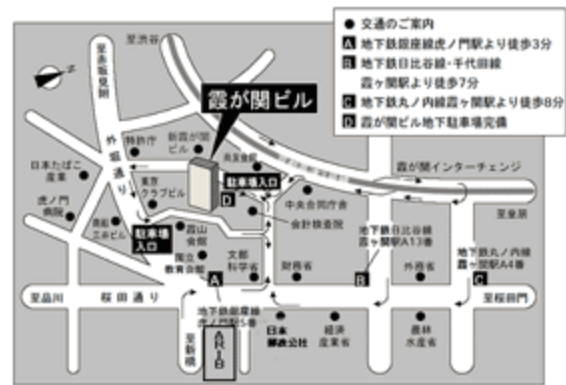 ● 交通のご案内
A 地下鉄銀座線虎ノ門駅より徒歩3分
B 地下鉄日比谷線・千代田線
霞ヶ関駅より徒歩7分
C 地下鉄丸ノ内線霞ヶ関駅より徒歩8分
D 霞が関ビル地下駐車場完備
至渋谷
至赤坂見附
N
霞が関ビル
外堀通り
特許庁
新霞が関
ビル
霞が関インターチェンジ
日本たばこ
産業
東京
クラブビル
駐車場入口
D
中央合同庁舎
至皇居
虎ノ門
病院
三井ビル
駐車場
入口
霞山
会館
会計検査院
国立
教育会館
文部
科学省
財務省
地下鉄日比谷線
霞ヶ関駅A13番
外務省
地下鉄丸ノ内線
霞ヶ関駅A4番
A
B
C
至品川
桜田通り
至桜田門
地下鉄銀座線
虎ノ門駅5番
至新橋
ARIB
日本
郵政公社
経済
産業省
農林
水産省